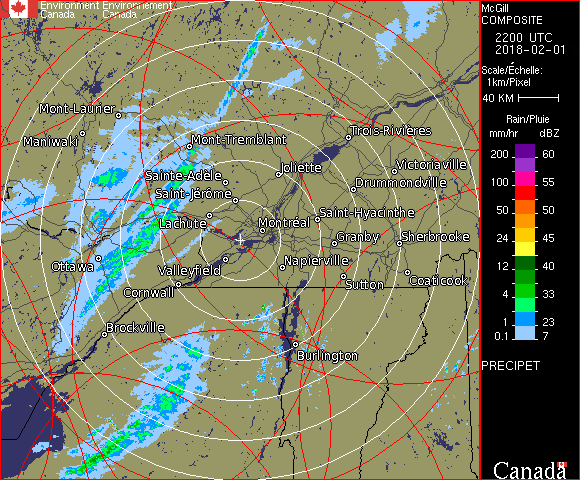 Environment Environnement
Canada Canada
McGill
COMPOSITE
2200 UTC
2018-02-01
Scale/Échelle:
1km/Pixel
40 KM
Rain/Pluie
mm/hr dBZ
200 60
155
100 55
50 50
24 45
12 40
4 33
1 23
0.1 7
PRECIPET
Canada
Mont-Laurier
Maniwaki
Mont-Tremblant
Trois-Rivières
Sainte-Adèle
Joliette
Victoriaville
Drummondville
Saint-Jérôme
Lachute
Montréal
Saint-Hyacinthe
Granby
Sherbrooke
Ottawa
Valleyfield
Napierville
Cornwall
Sutton
Coaticook
Brockville
Burlington